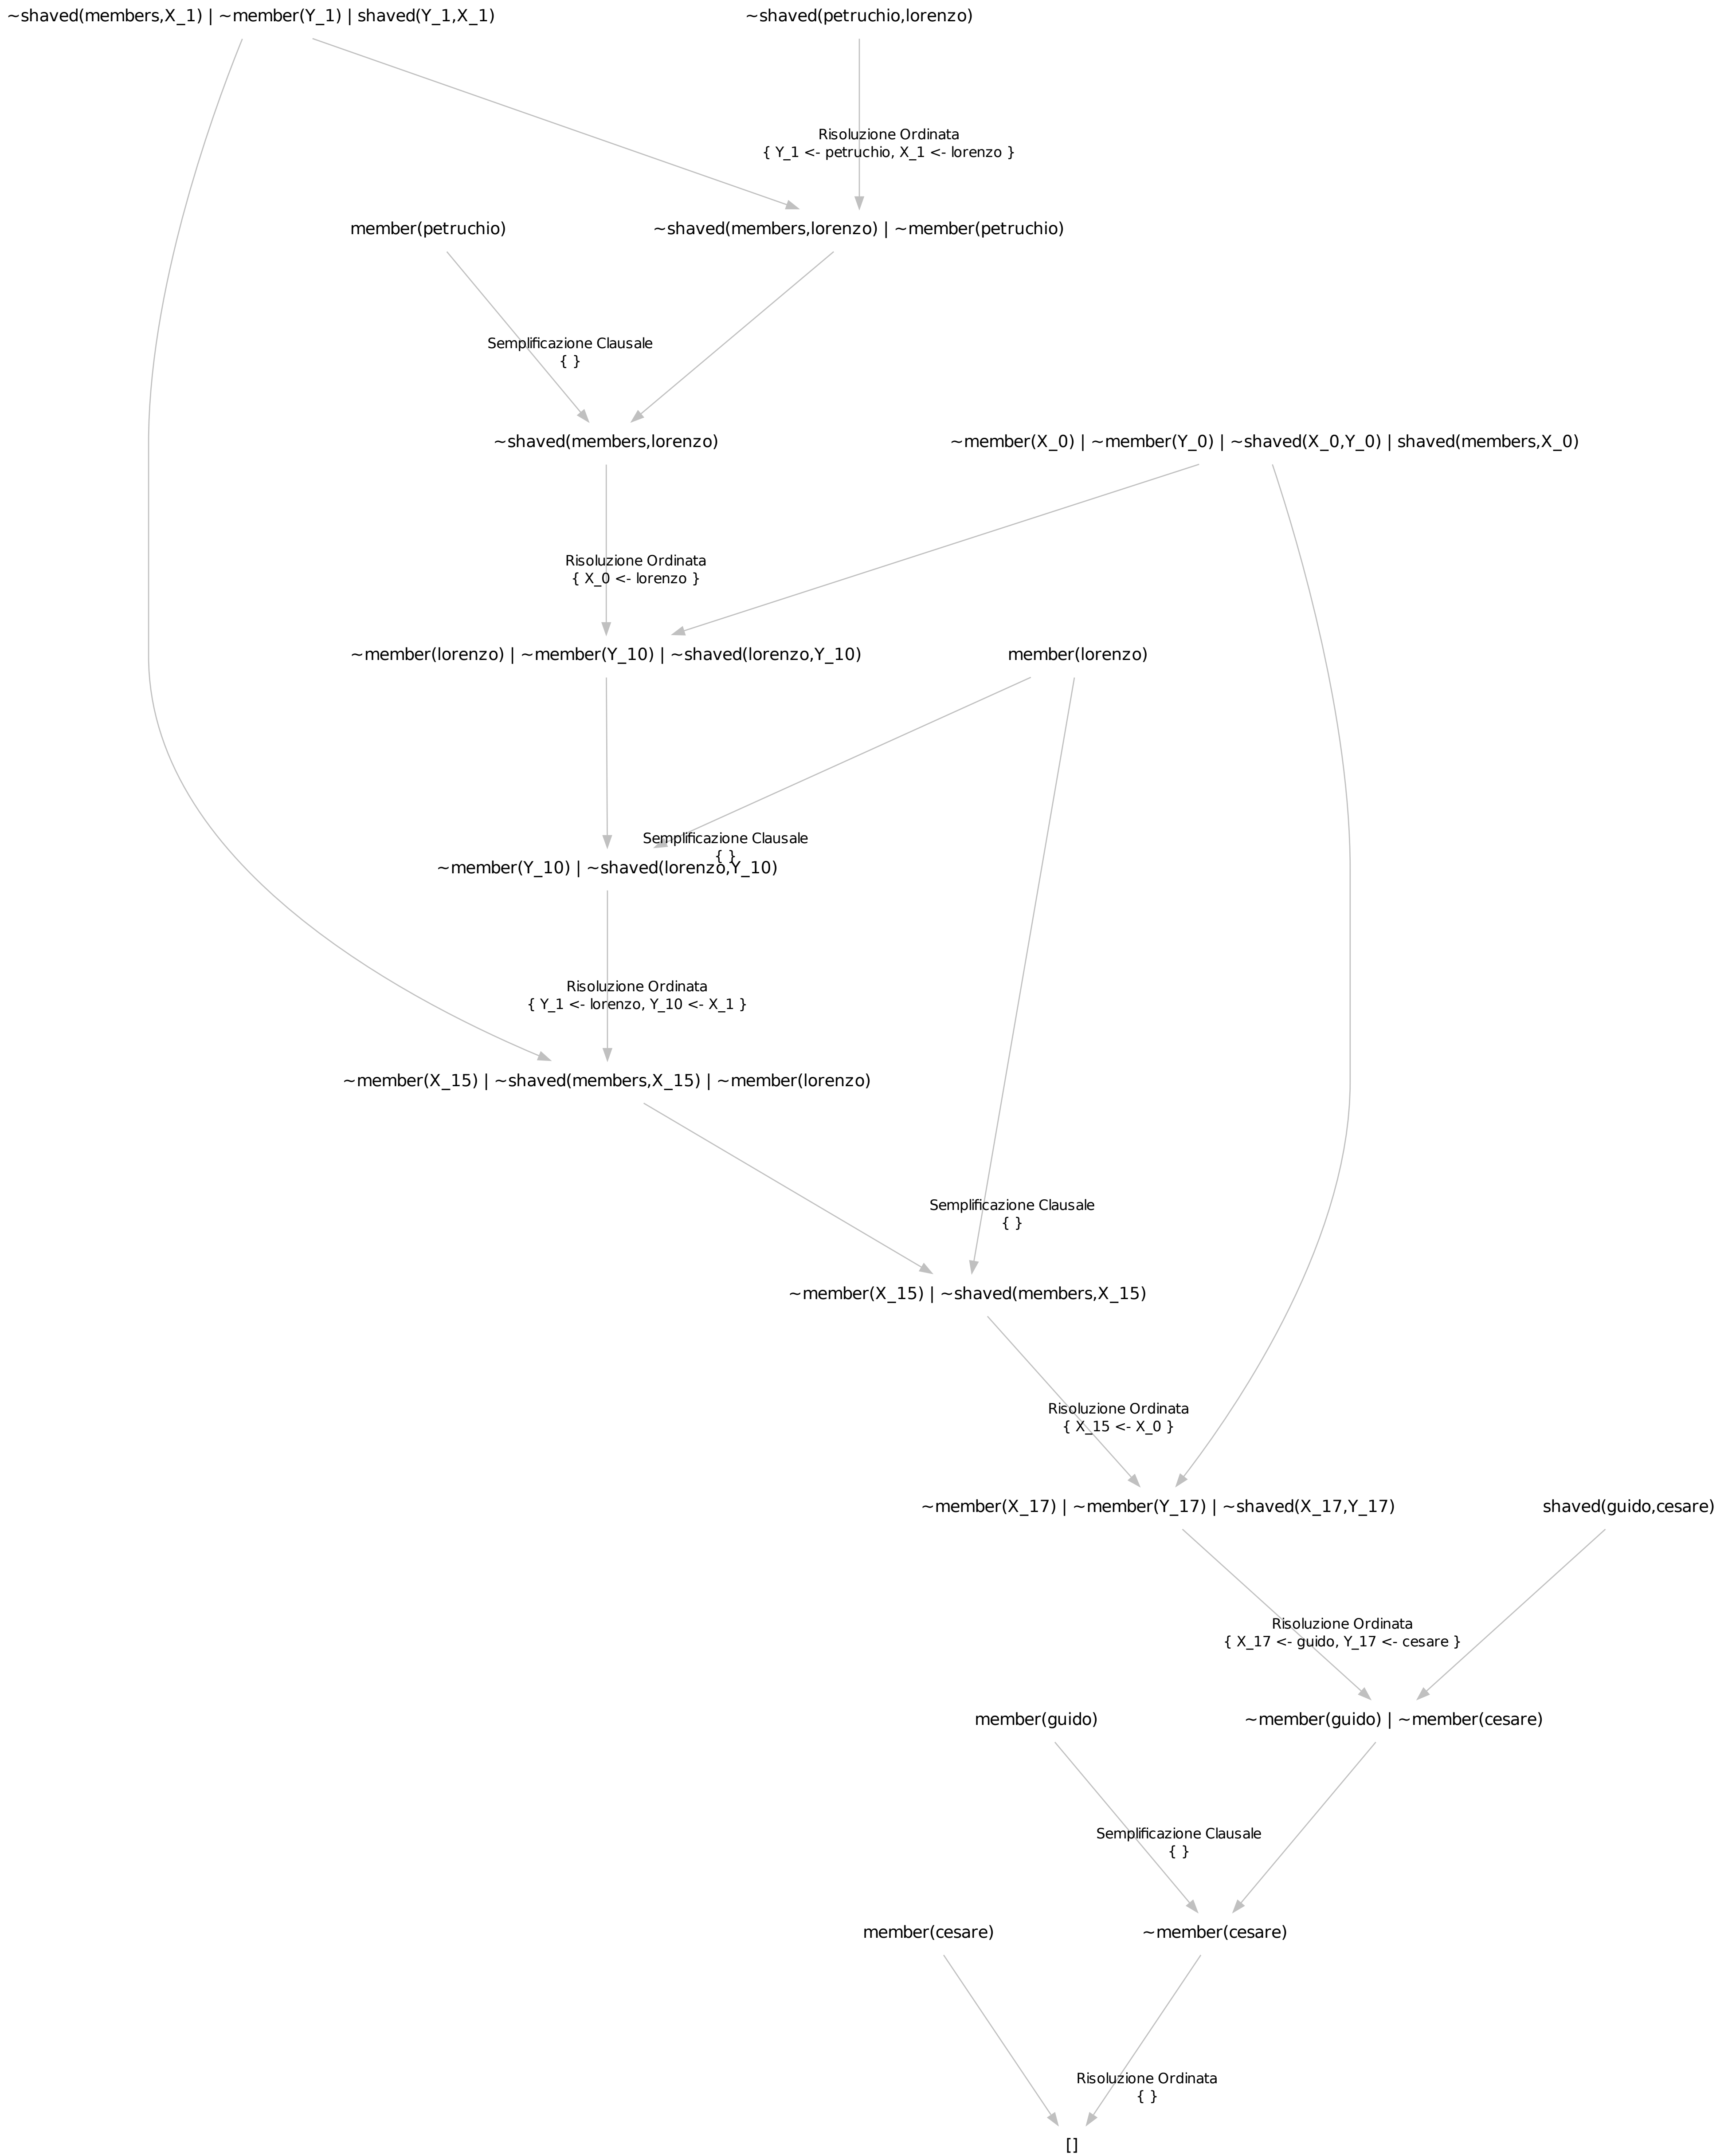 ~shaved(members,X_1) | ~member(Y_1) | shaved(Y_1,X_1)
~shaved(petruchio,lorenzo)
Risoluzione Ordinata
{ Y_1 <- petruchio, X_1 <- lorenzo }
member(petruchio)
~shaved(members,lorenzo) | ~member(petruchio)
Semplificazione Clausale
{ }
~shaved(members,lorenzo)
~member(X_0) | ~member(Y_0) | ~shaved(X_0,Y_0) | shaved(members,X_0)
Risoluzione Ordinata
{ X_0 <- lorenzo }
~member(lorenzo) | ~member(Y_10) | ~shaved(lorenzo,Y_10)
member(lorenzo)
Semplificazione Clausale
{ }
~member(Y_10) | ~shaved(lorenzo,Y_10)
Risoluzione Ordinata
{ Y_1 <- lorenzo, Y_10 <- X_1 }
~member(X_15) | ~shaved(members,X_15) | ~member(lorenzo)
Semplificazione Clausale
{ }
~member(X_15) | ~shaved(members,X_15)
Risoluzione Ordinata
{ X_15 <- X_0 }
~member(X_17) | ~member(Y_17) | ~shaved(X_17,Y_17)
shaved(guido,cesare)
Risoluzione Ordinata
{ X_17 <- guido, Y_17 <- cesare }
member(guido)
~member(guido) | ~member(cesare)
Semplificazione Clausale
{ }
member(cesare)
~member(cesare)
Risoluzione Ordinata
{ }
[]